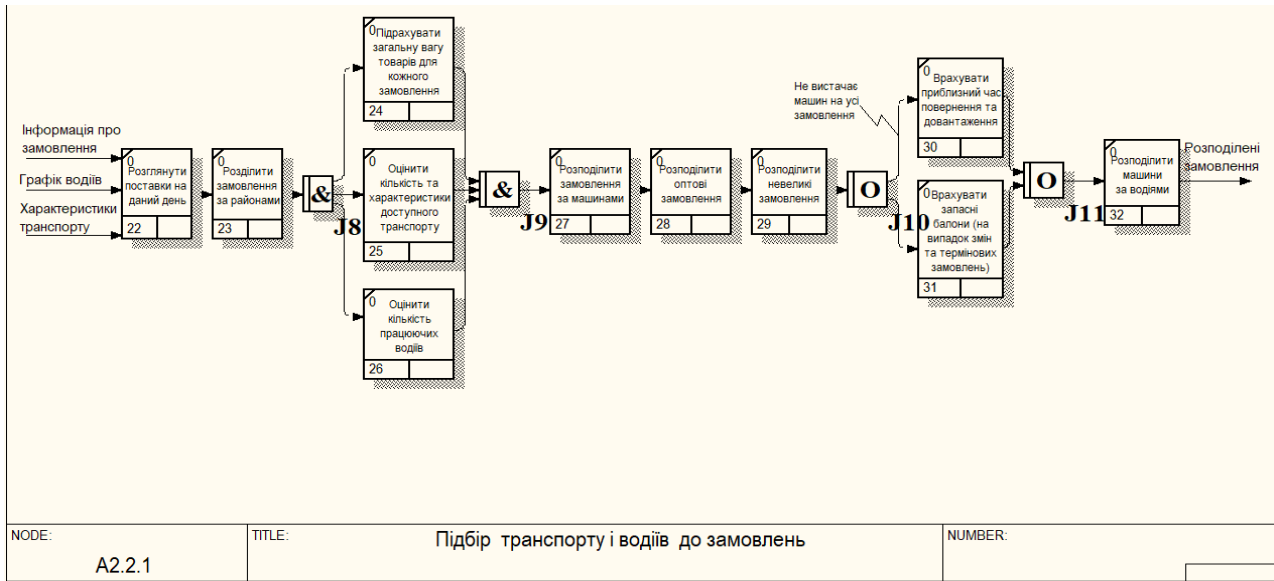 Інформація про
замовлення
Графік водіїв
Характеристики
транспорту
0
Розглянути
поставки на
даний день
22
0
Розділити
замовлення
за районами
23
&
J8
0
Підрахувати
загальну вагу
товарів для
кожного
замовлення
24
0
Оцінити
кількість та
характеристики
доступного
транспорту
25
0
Оцінити
кількість
працюючих
водіїв
26
&
J9
0
Розподілити
замовлення
за машинами
27
0
Розподілити
оптові
замовлення
28
0
Розподілити
невеликі
замовлення
29
O
J10
Не вистачає
машин на усі
замовлення
0
Врахувати
приблизний час
повернення та
довантаження
30
0
Врахувати
запасні
балони (на
випадок змін
та термінових
замовлень)
31
O
J11
0
Розподілити
машини
за водіями
32
Розподілені
замовлення
NODE:
A2.2.1
TITLE:
Підбір транспорту і водіїв до замовлень
NUMBER: